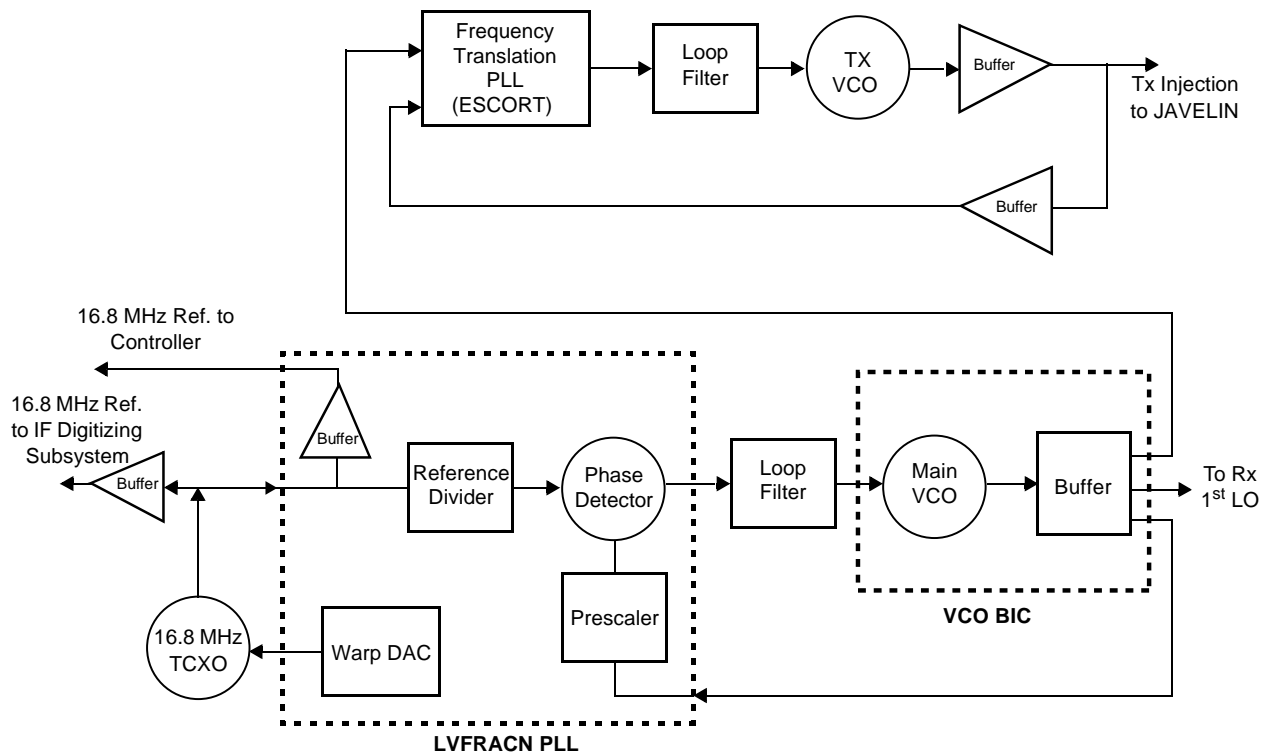 Frequency
Translation
PLL
(ESCORT)
Loop
Filter
TX
VCO
Buffer
Tx Injection
to JAVELIN
Buffer
16.8 MHz Ref. to
Controller
16.8 MHz Ref.
to IF Digitizing
Subsystem
Buffer
Buffer
Reference
Divider
Phase
Detector
Loop
Filter
Main
VCO
Buffer
To Rx
1st LO
Prescaler
VCO BIC
16.8 MHz
TCXO
Warp DAC
LVFRACN PLL